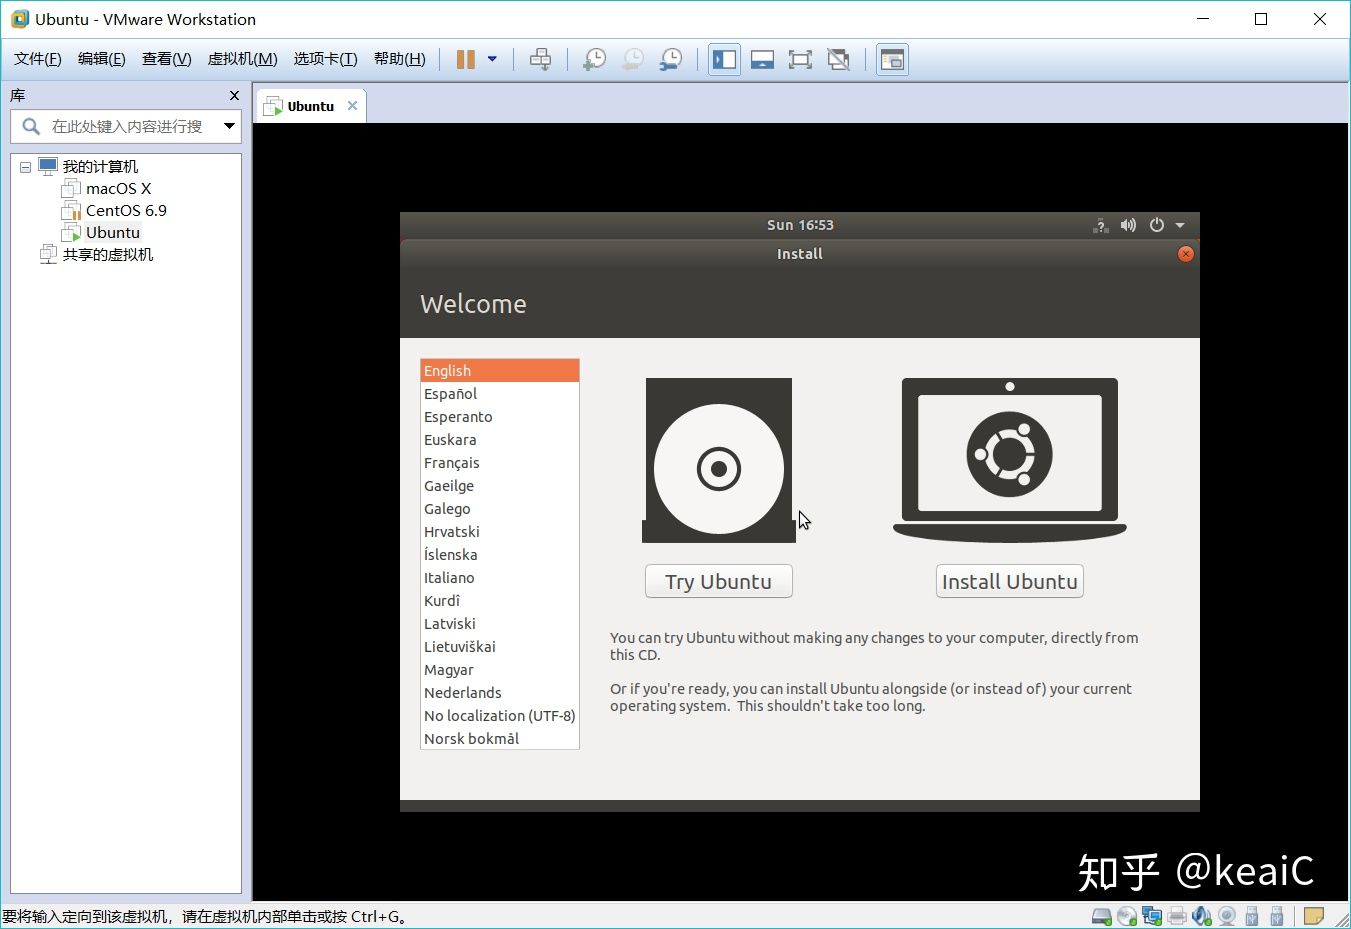 Ubuntu - VMware Workstation
文件(F) 编辑(E) 查看(V) 虚拟机(M) 选项卡(T) 帮助(H)
库
在此处键入内容进行搜
我的计算机
macOS X
CentOS 6.9
Ubuntu
共享的虚拟机
Ubuntu
Sun 16:53
Install
Welcome
English
Español
Esperanto
Euskara
Français
Gaeilge
Galego
Hrvatski
Íslenska
Italiano
Kurdî
Latviski
Lietuviškai
Magyar
Nederlands
No localization (UTF-8)
Norsk bokmål
Try Ubuntu
Install Ubuntu
You can try Ubuntu without making any changes to your computer, directly from
this CD.
Or if you're ready, you can install Ubuntu alongside (or instead of) your current
operating system. This shouldn't take too long.
知乎 @keaiC
要将输入定向到该虚拟机，请在虚拟机内部单击或按 Ctrl+G。